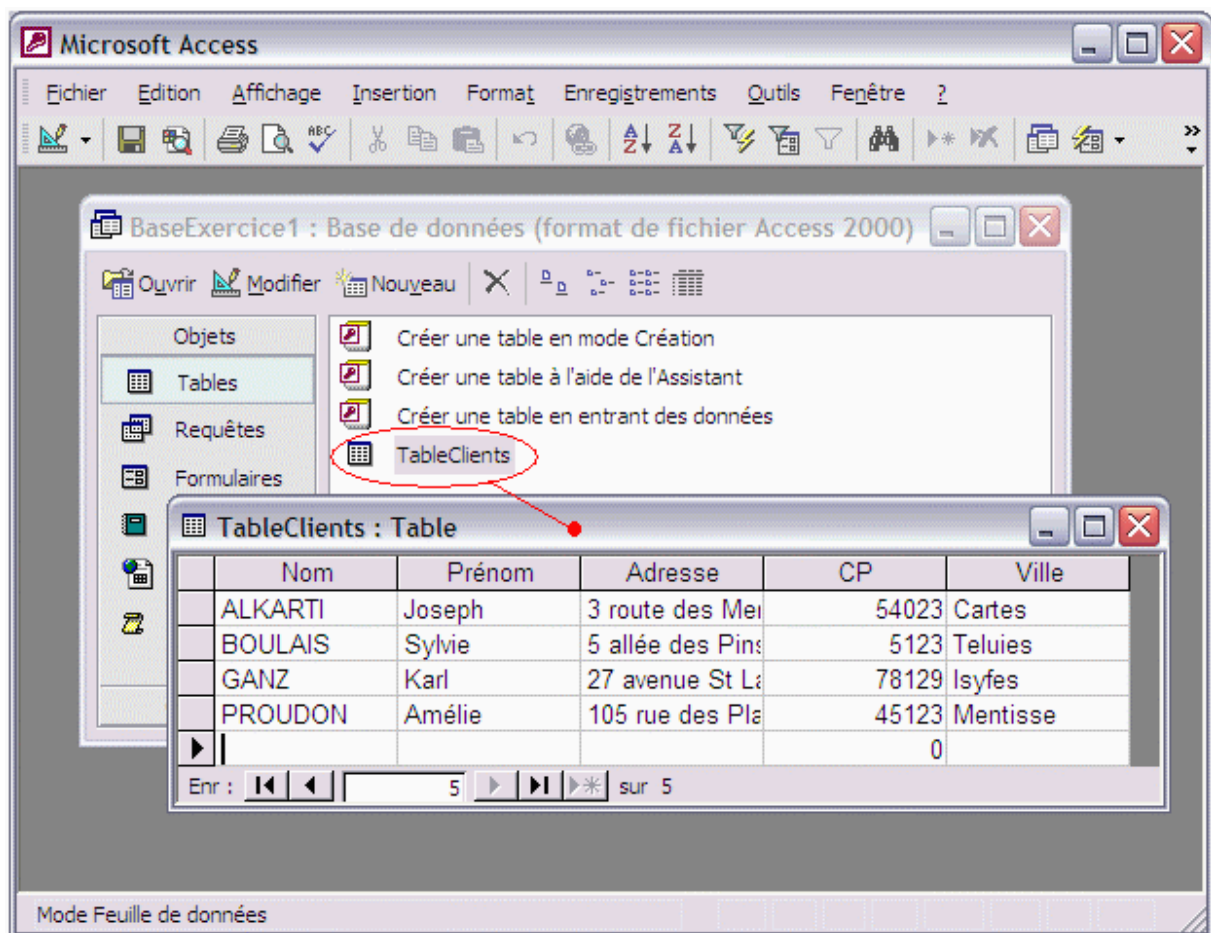 Microsoft Access
Fichier Edition Affichage Insertion Format Enregistrements Outils Fenêtre ?
ABC
A Z Z A
BaseExercice1 : Base de données (format de fichier Access 2000)
Ouvrir Modifier Nouveau
Objets
Tables
Requêtes
Formulaires
Créer une table en mode Création
Créer une table à l'aide de l'Assistant
Créer une table en entrant des données
TableClients
TableClients : Table
Nom Prénom Adresse CP Ville
ALKARTI Joseph 3 route des Mer 54023 Cartes
BOULAIS Sylvie 5 allée des Pins 5123 Teluies
GANZ Karl 27 avenue St La 78129 Isyfes
PROUDON Amélie 105 rue des Pla 45123 Mentisse
0
Enr : 5 sur 5
Mode Feuille de données